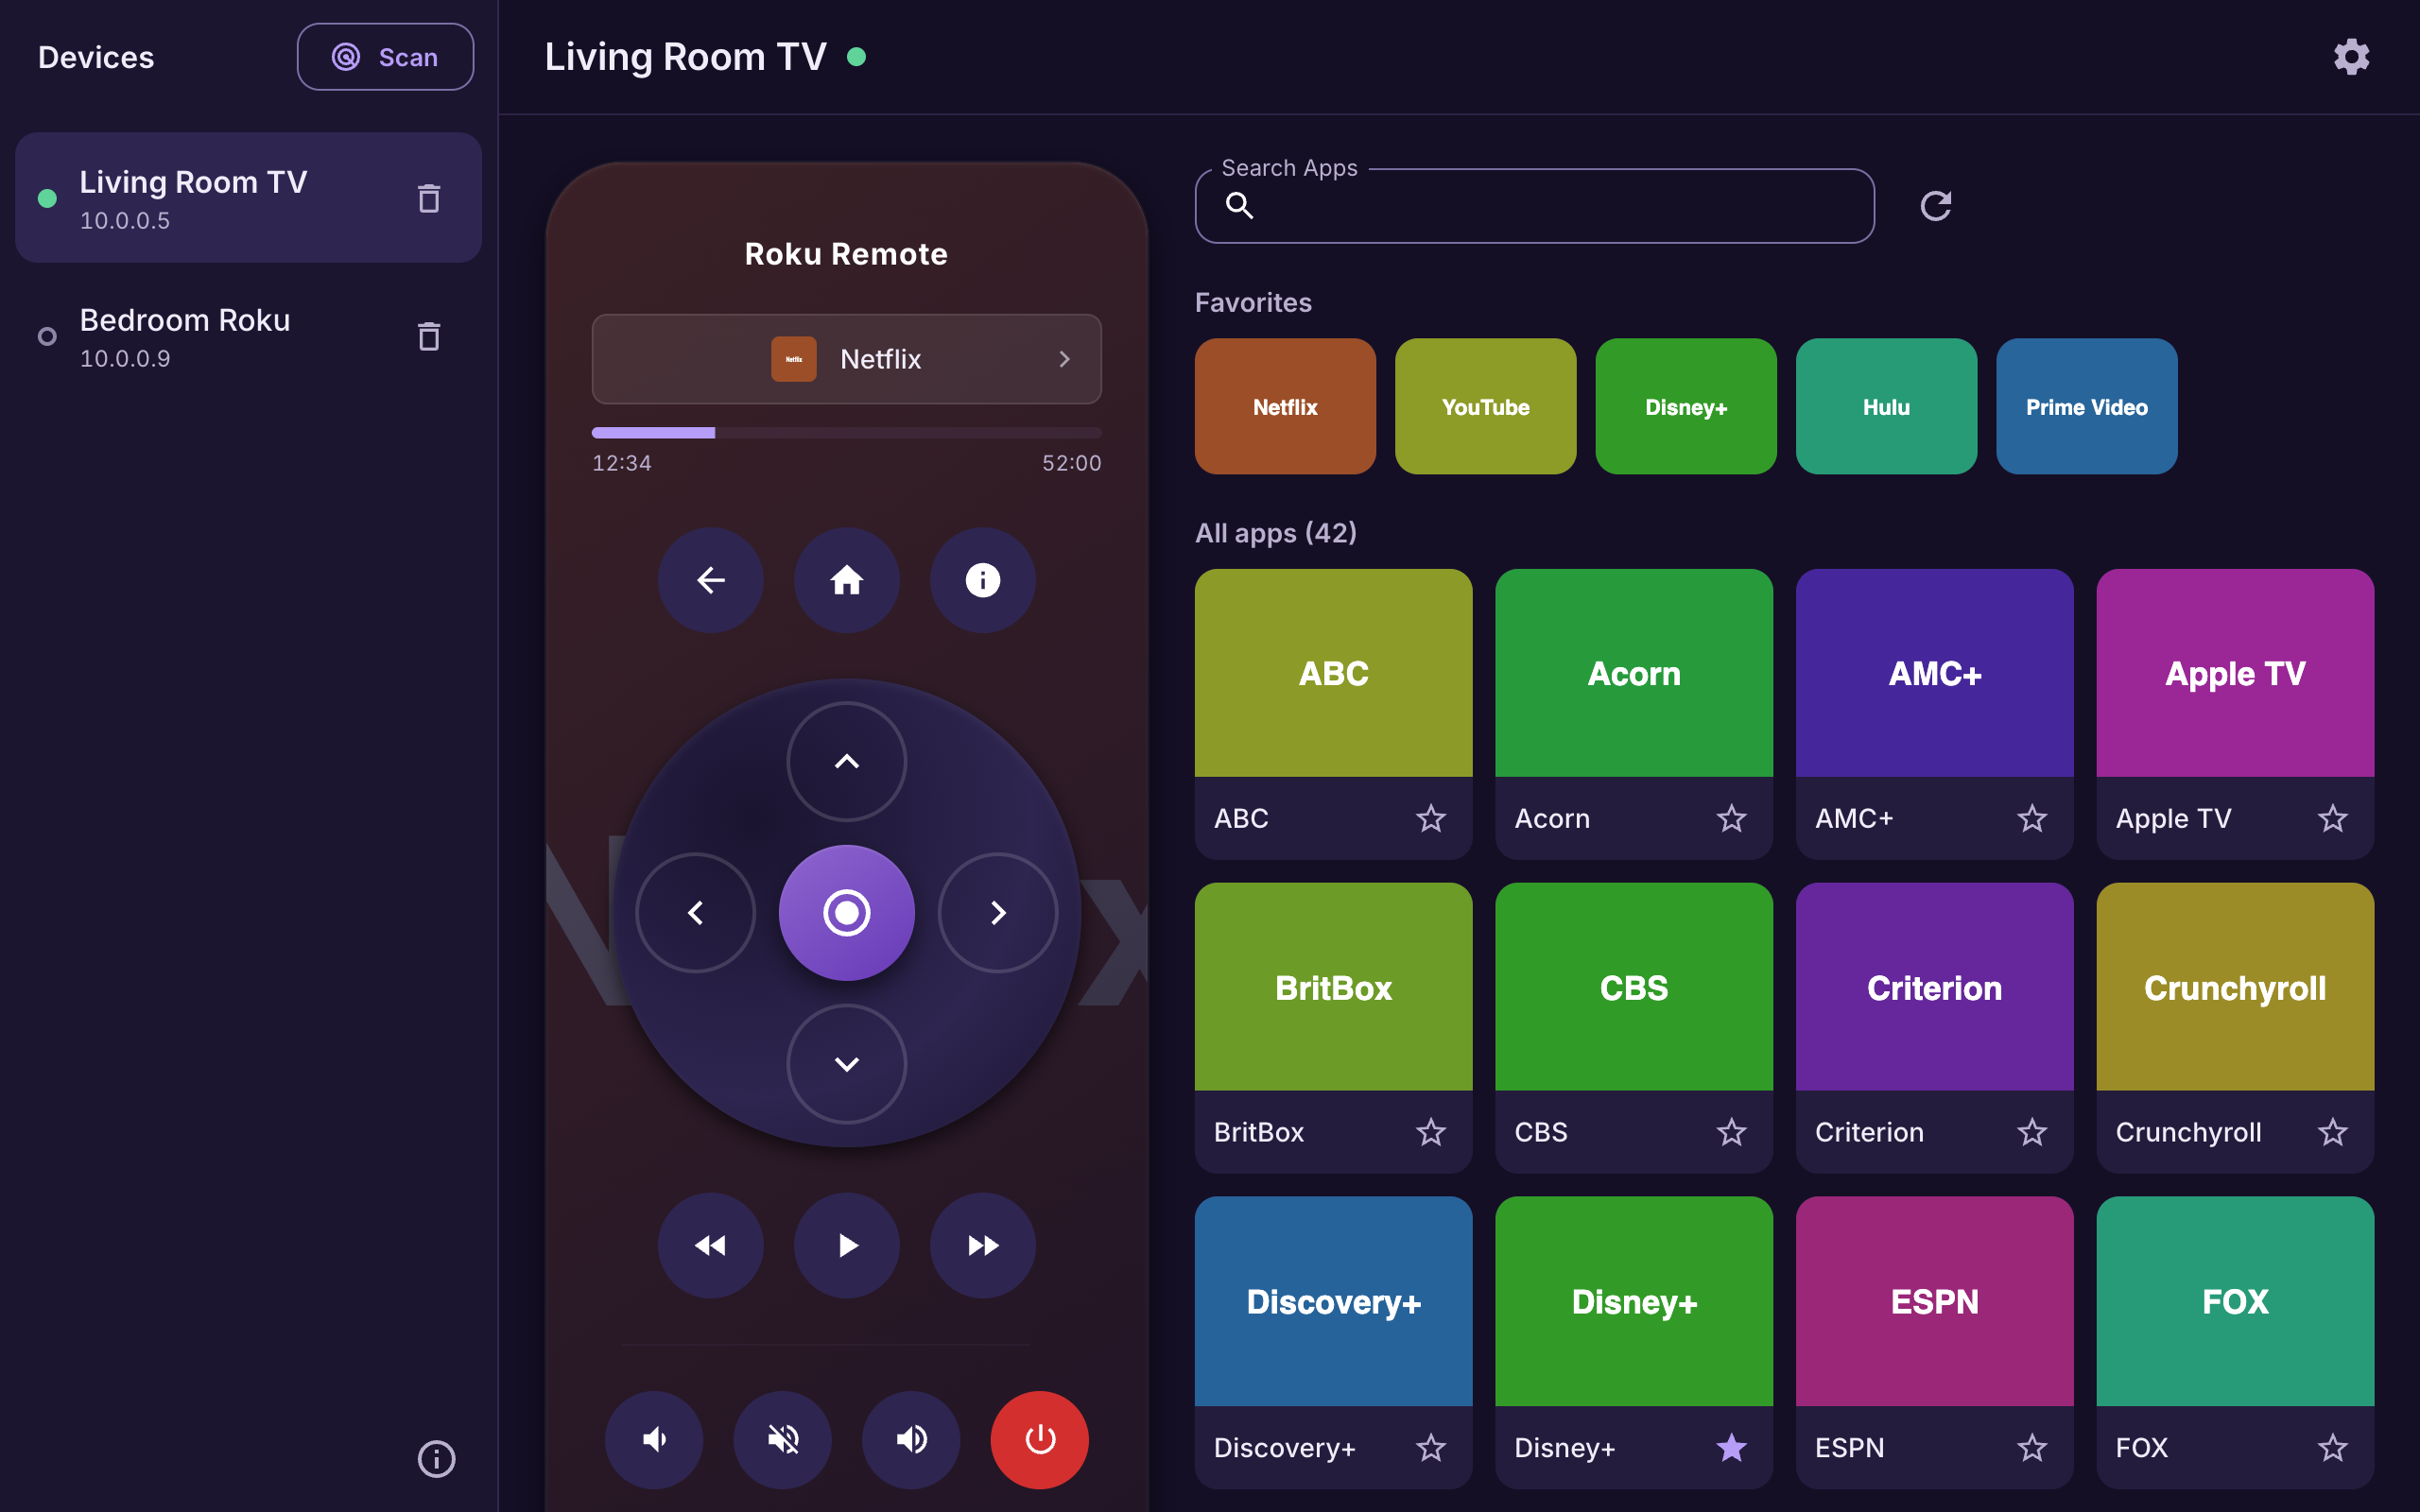 Devices
Scan
Living Room TV
10.0.0.5
Bedroom Roku
10.0.0.9
Living Room TV
Roku Remote
Netflix
Netflix
12:34
52:00
N x
Search Apps
Favorites
Netflix
YouTube
Disney+
Hulu
Prime Video
All apps (42)
ABC
Acorn
AMC+
Apple TV
ABC
Acorn
AMC+
Apple TV
BritBox
CBS
Criterion
Crunchyroll
BritBox
CBS
Criterion
Crunchyroll
Discovery+
Disney+
ESPN
FOX
Discovery+
Disney+
ESPN
FOX